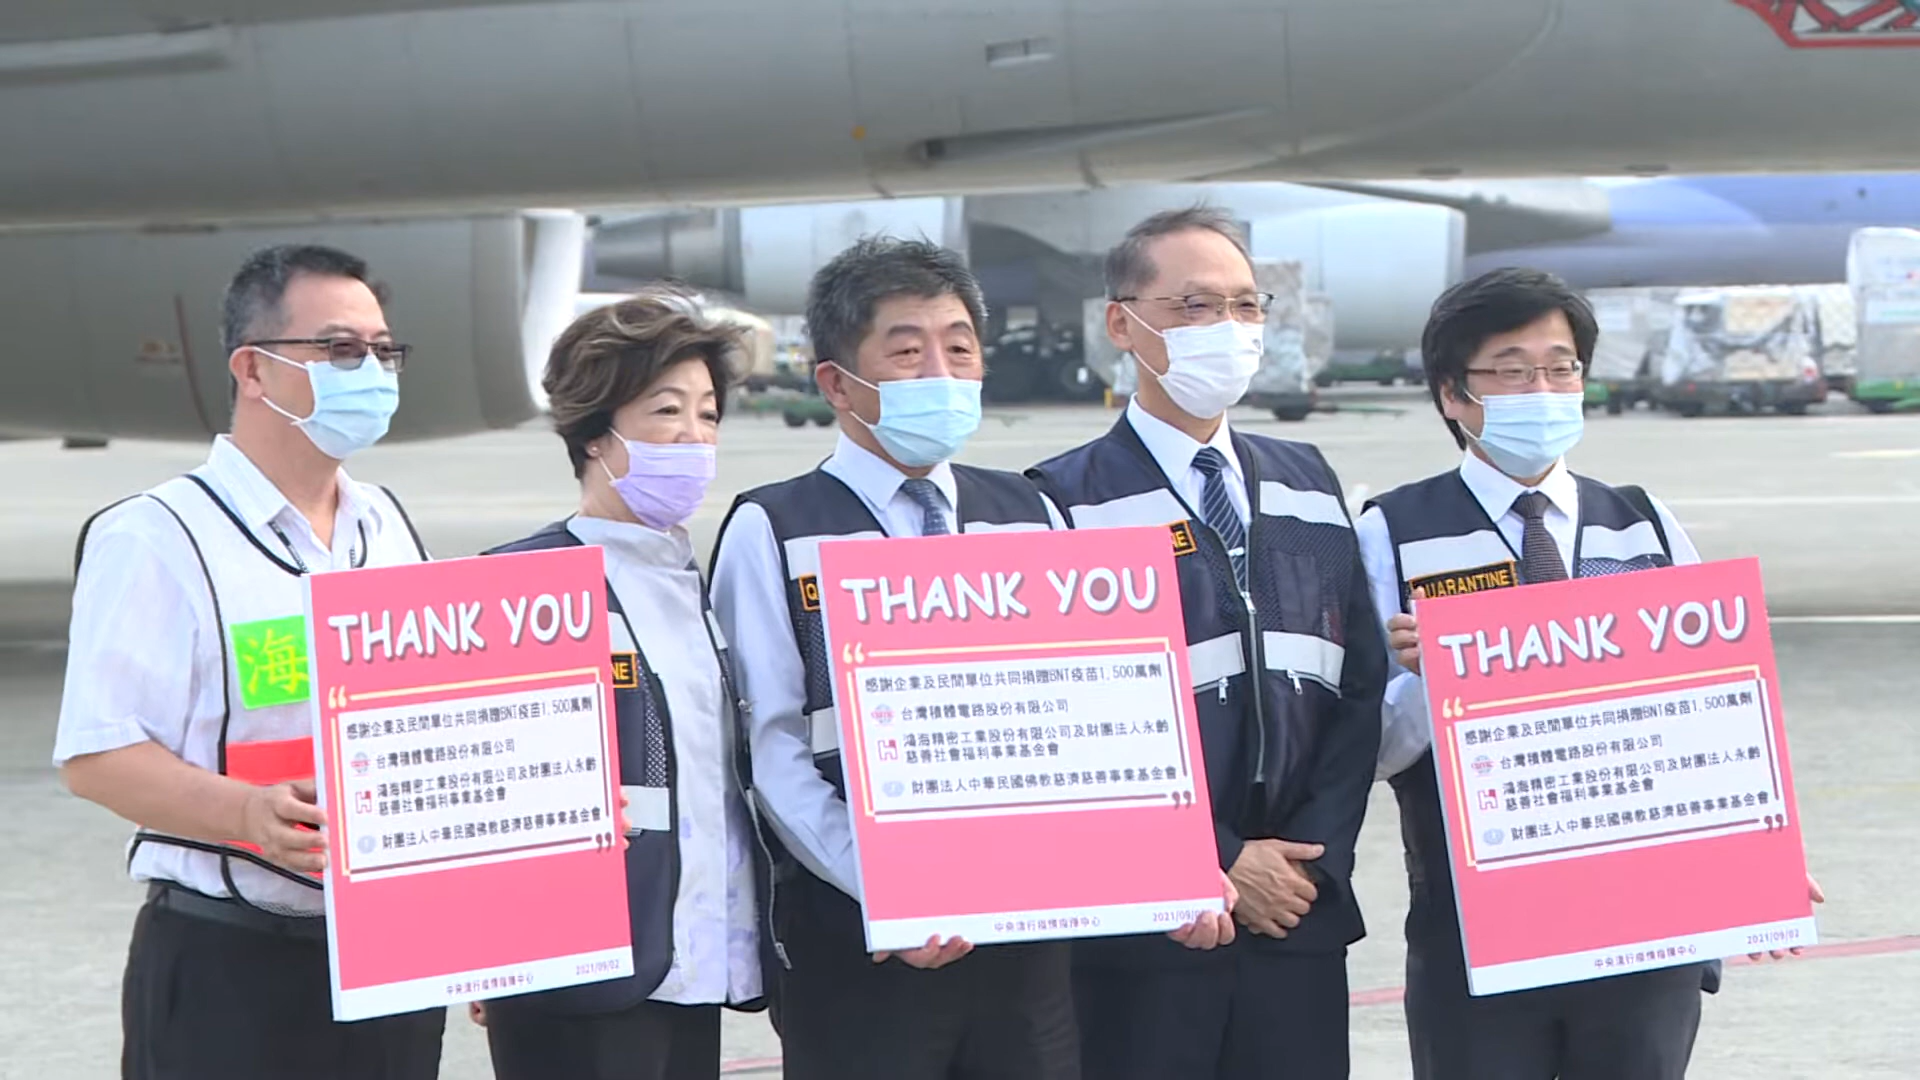 海
THANK YOU
感謝企業及民間單位共同捐贈BNT疫苗1,500萬劑
台灣積體電路股份有限公司
鴻海精密工業股份有限公司及財團法人永齡
慈善社會福利事業基金會
財團法人中華民國佛教慈濟慈善事業基金會
中央流行疫情指揮中心
2021/09/02
NE
Q
THANK YOU
感謝企業及民間單位共同捐贈BNT疫苗1,500萬劑
台灣積體電路股份有限公司
鴻海精密工業股份有限公司及財團法人永齡
慈善社會福利事業基金會
財團法人中華民國佛教慈濟慈善事業基金會
中央流行疫情指揮中心
2021/09/0
NE
QUARANTINE
THANK YOU
感謝企業及民間單位共同捐贈BNT疫苗1,500萬劑
台灣積體電路股份有限公司
鴻海精密工業股份有限公司及財團法人永齡
慈善社會福利事業基金會
財團法人中華民國佛教慈濟慈善事業基金會
中央流行疫情指揮中心
2021/09/02